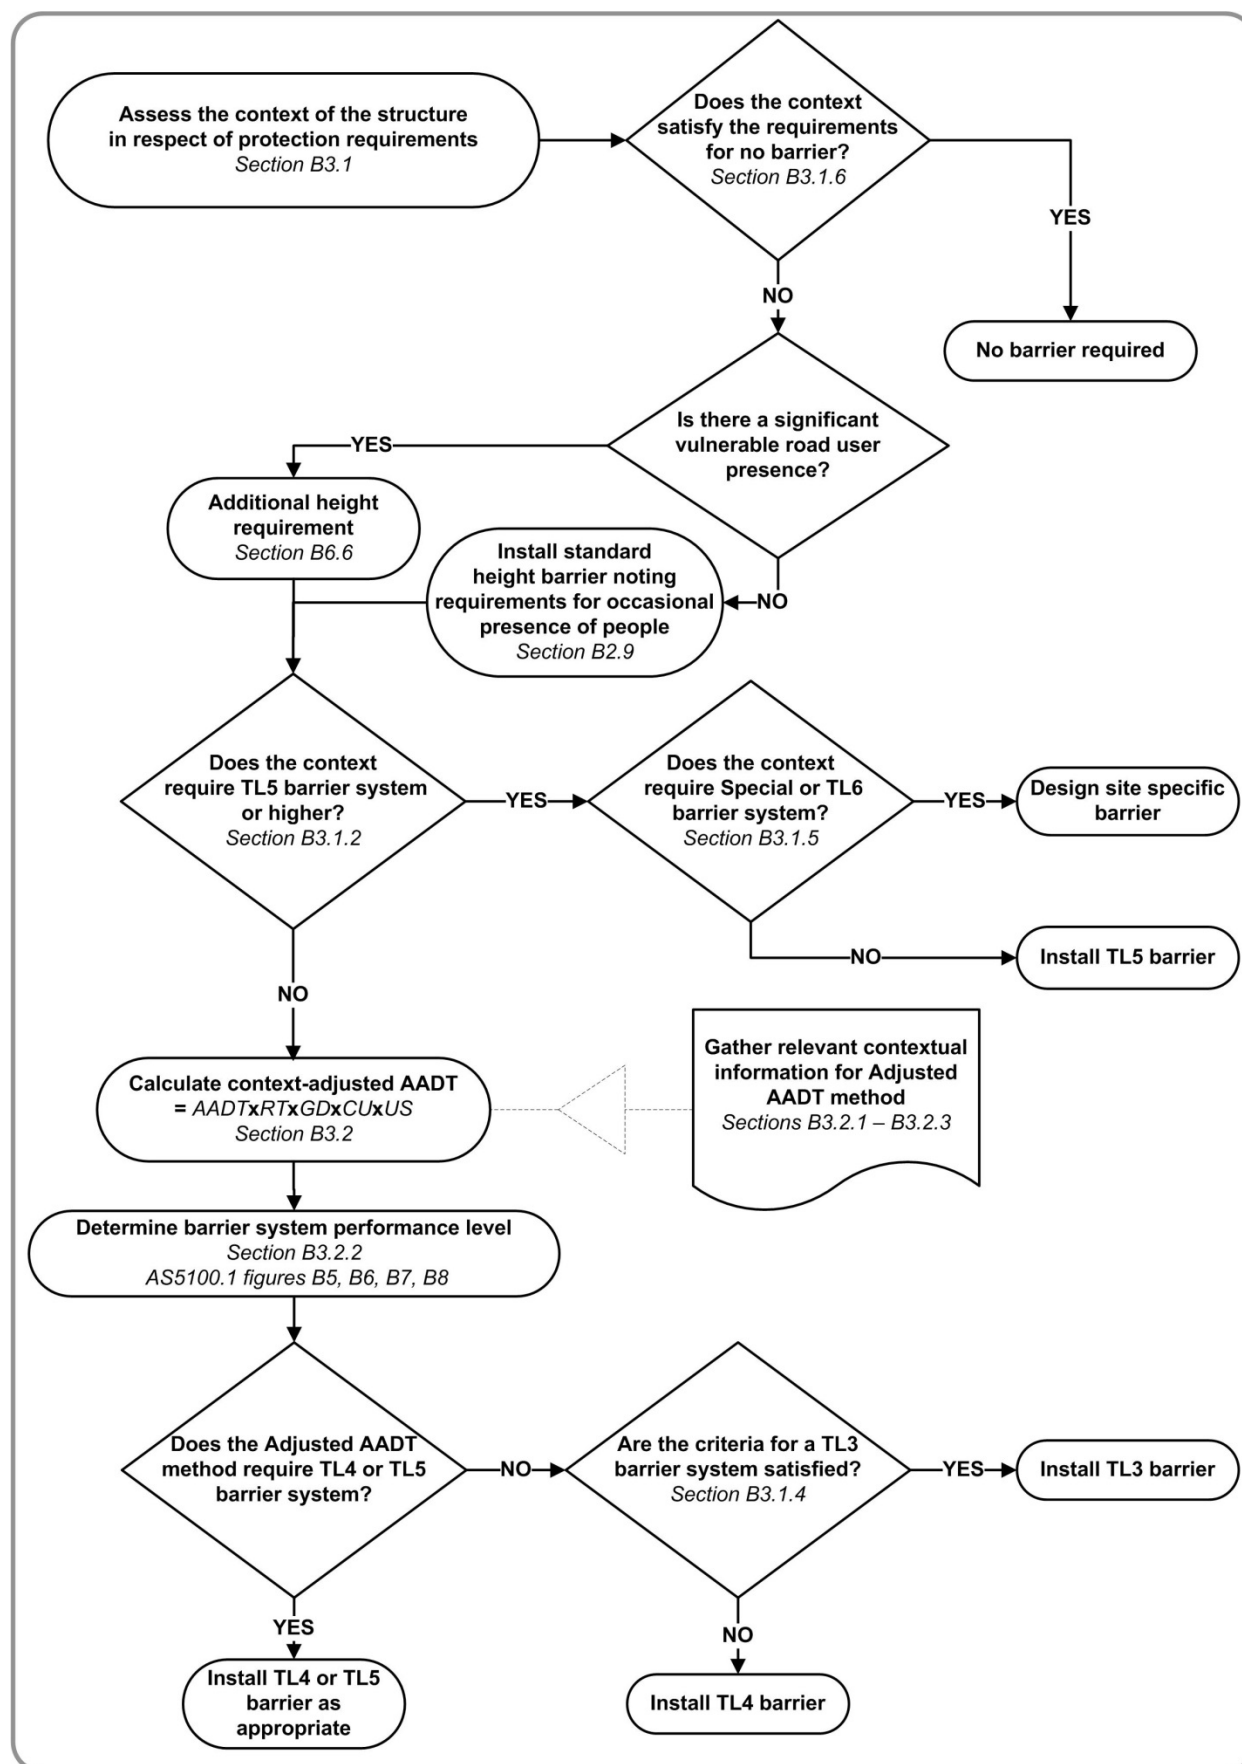 Assess the context of the structure
in respect of protection requirements
Section B3.1
Does the context
satisfy the requirements
for no barrier?
Section B3.1.6
YES
NO
No barrier required
Is there a significant
vulnerable road user
presence?
YES
Additional height
requirement
Section B6.6
NO
Install standard
height barrier noting
requirements for occasional
presence of people
Section B2.9
Does the context
require TL5 barrier system
or higher?
Section B3.1.2
YES
Does the context
require Special or TL6
barrier system?
Section B3.1.5
YES
Design site specific
barrier
NO
Install TL5 barrier
NO
Calculate context-adjusted AADT
= AADTxRTxGDxCUxUS
Section B3.2
Gather relevant contextual
information for Adjusted
AADT method
Sections B3.2.1 – B3.2.3
Determine barrier system performance level
Section B3.2.2
AS5100.1 figures B5, B6, B7, B8
Does the Adjusted AADT
method require TL4 or TL5
barrier system?
NO
Are the criteria for a TL3
barrier system satisfied?
Section B3.1.4
YES
Install TL3 barrier
YES
Install TL4 or TL5
barrier as
appropriate
NO
Install TL4 barrier